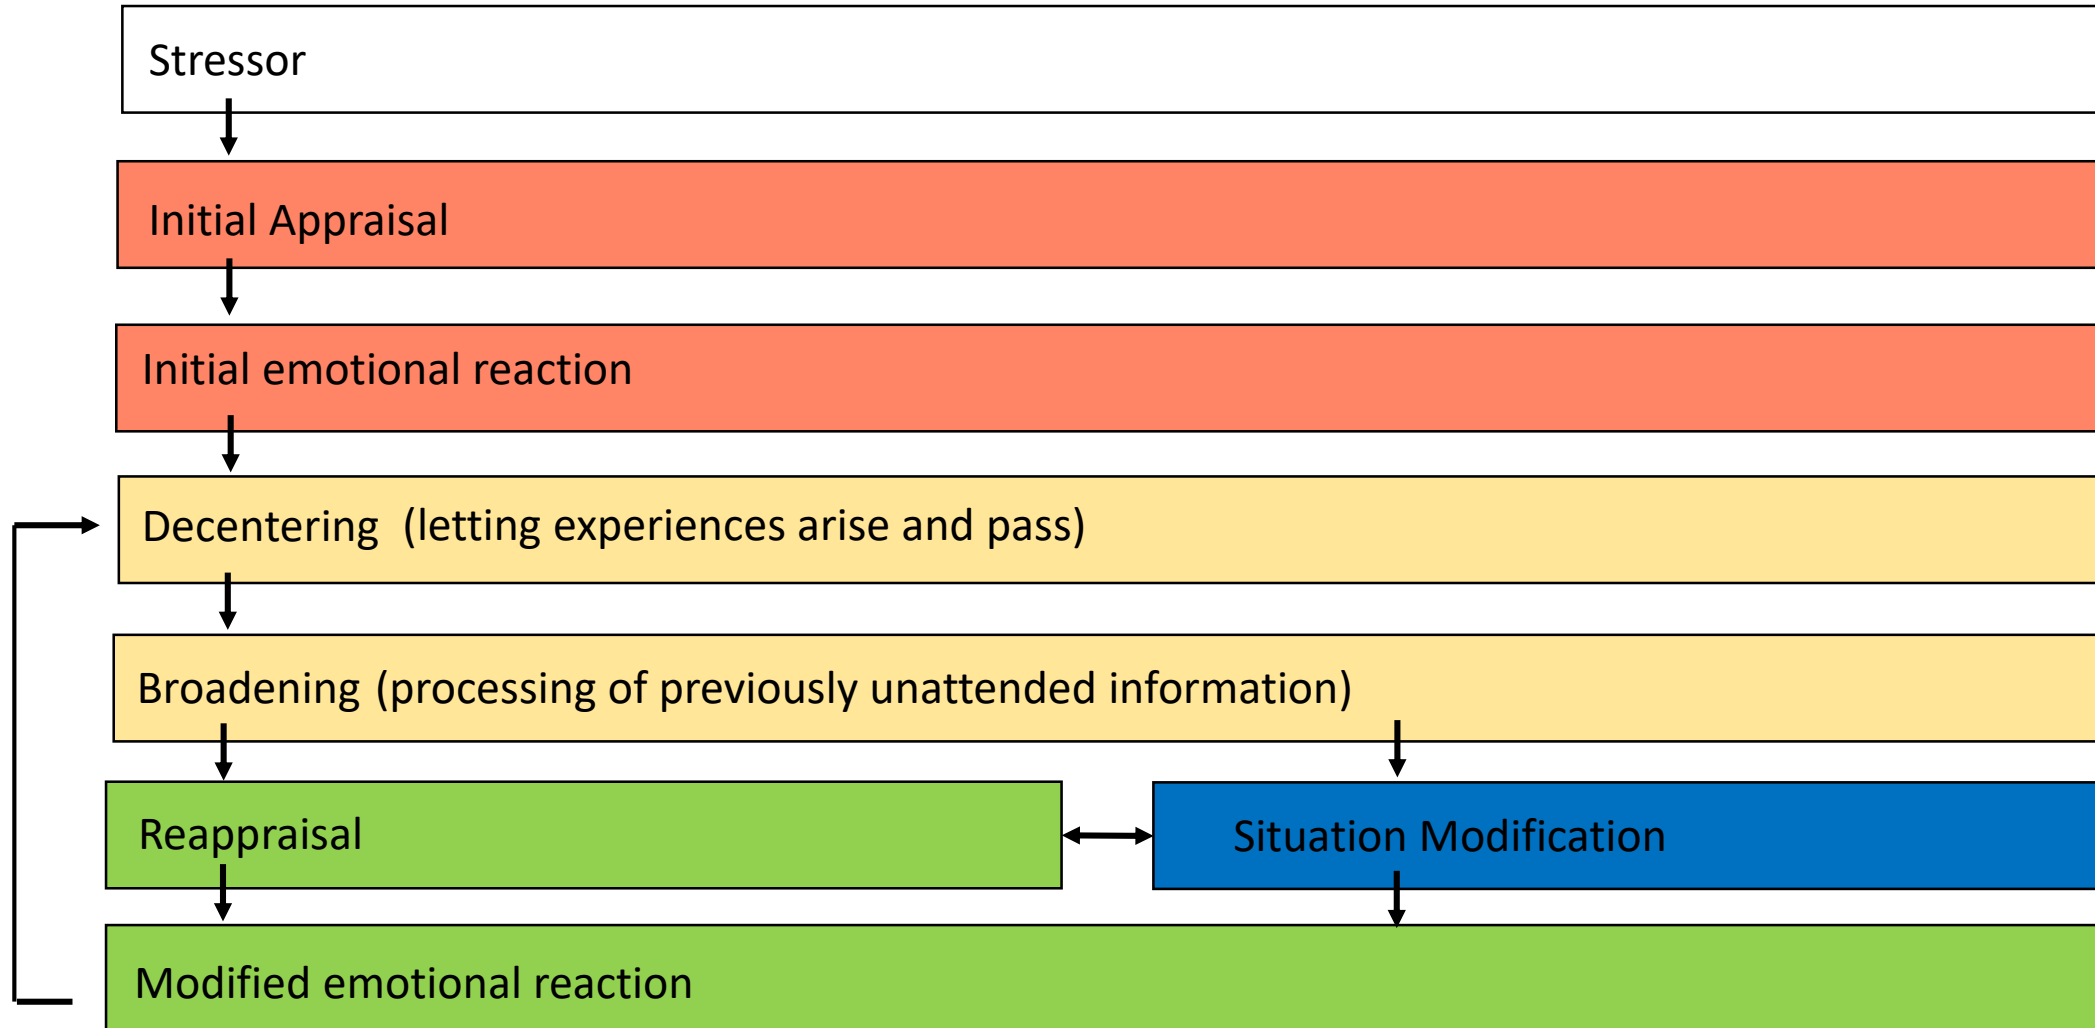 Stressor
Initial Appraisal
Initial emotional reaction
Decentering (letting experiences arise and pass)
Broadening (processing of previously unattended information)
Reappraisal
Situation Modification
Modified emotional reaction